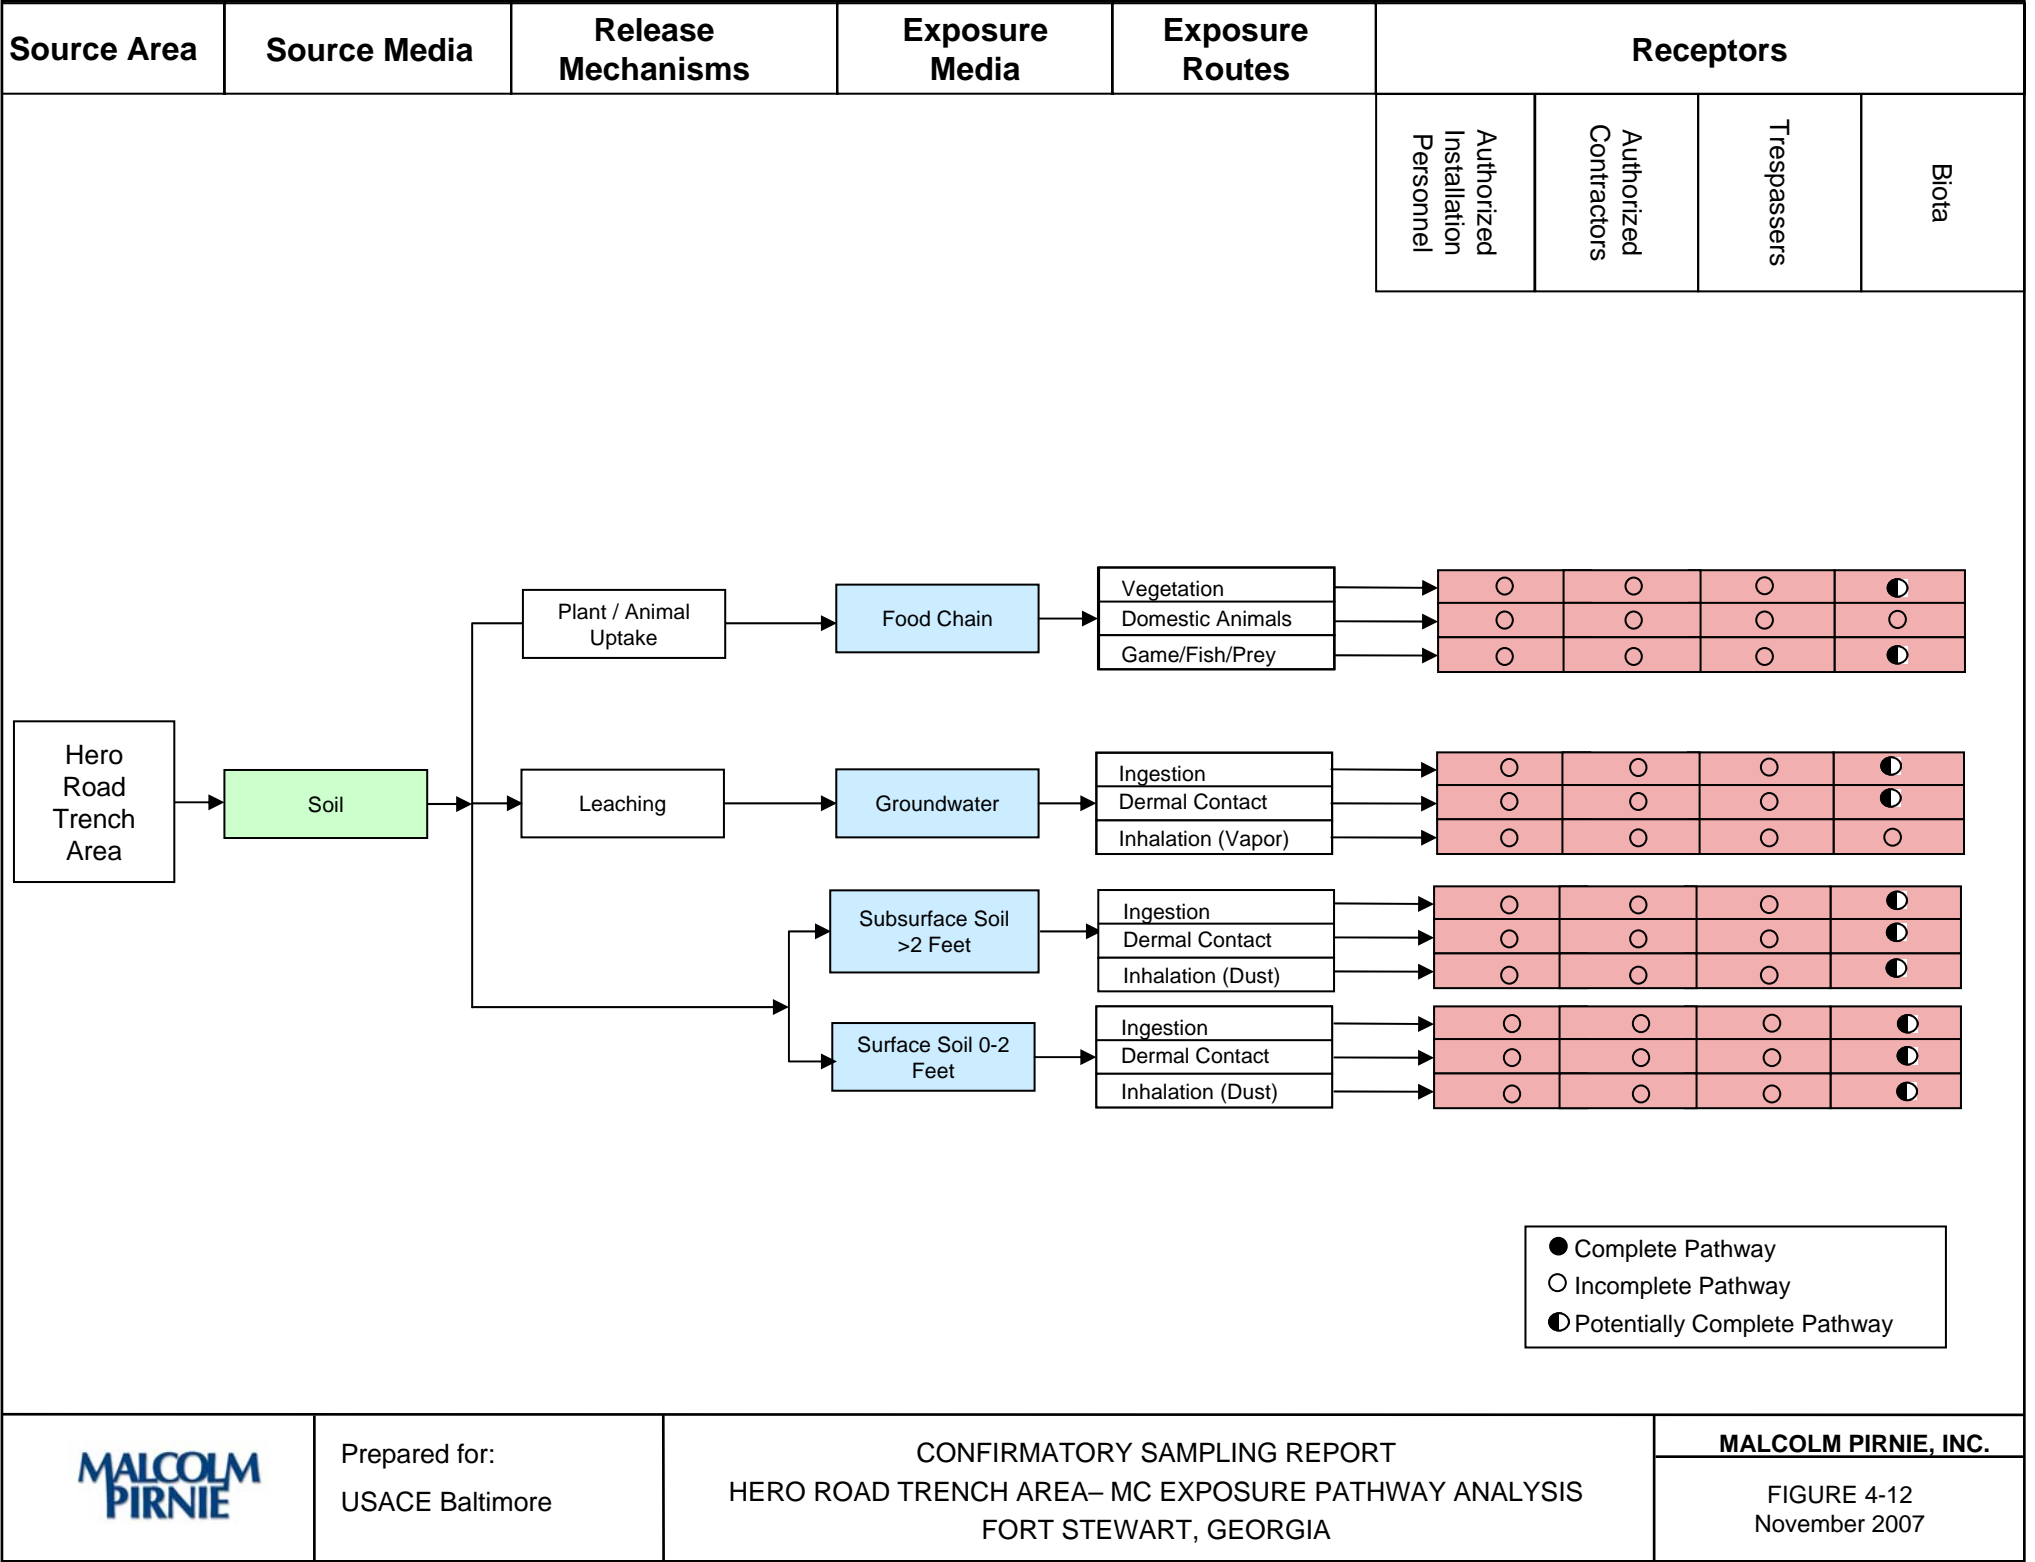 Source Area
Source Media
Release
Mechanisms
Exposure
Media
Exposure
Routes
Receptors
Authorized
Installation
Personnel
Authorized
Contractors
Trespassers
Biota
Plant / Animal
Uptake
Food Chain
Vegetation
Domestic Animals
Game/Fish/Prey
Hero
Road
Trench
Area
Soil
Leaching
Groundwater
Ingestion
Dermal Contact
Inhalation (Vapor)
Subsurface Soil
>2 Feet
Ingestion
Dermal Contact
Inhalation (Dust)
Surface Soil 0-2
Feet
Ingestion
Dermal Contact
Inhalation (Dust)
Complete Pathway
Incomplete Pathway
Potentially Complete Pathway
MALCOLM
PIRNIE
Prepared for:
USACE Baltimore
CONFIRMATORY SAMPLING REPORT
HERO ROAD TRENCH AREA– MC EXPOSURE PATHWAY ANALYSIS
FORT STEWART, GEORGIA
MALCOLM PIRNIE, INC.
FIGURE 4-12
November 2007